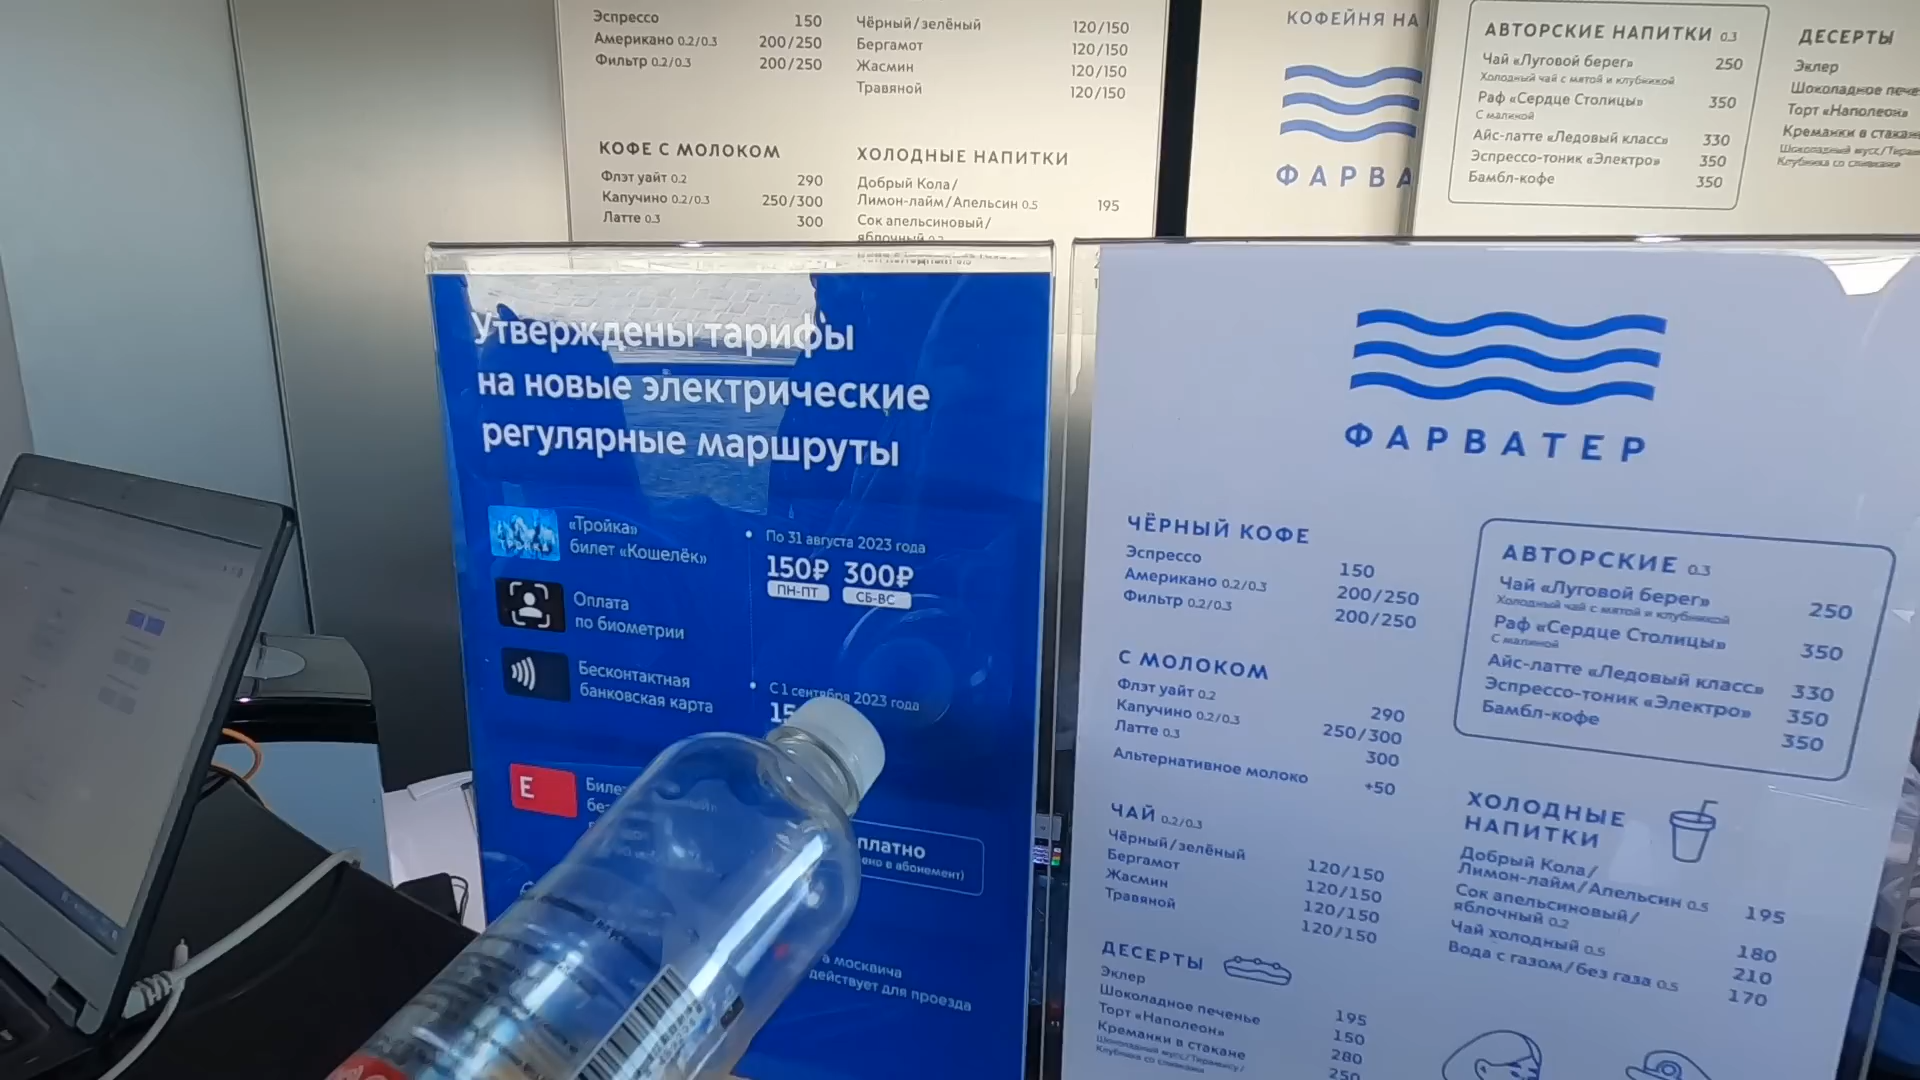 Эспрессо 150
Американо 0.2/0.3 200/250
Фильтр 0.2/0.3 200/250
КОФЕ С МОЛОКОМ
Флэт уайт 0.2 290
Капучино 0.2/0.3 250/300
Латте 0.3 300
Чёрный/зелёный 120/150
Бергамот 120/150
Жасмин 120/150
Травяной 120/150
ХОЛОДНЫЕ НАПИТКИ
Добрый Кола/
Лимон-лайм/Апельсин 0.5 195
Сок апельсиновый/
яблочный 0.2
КОФЕЙНЯ НА
ФАРВА
АВТОРСКИЕ НАПИТКИ 0.3
Чай «Луговой берег» 250
Холодный чай с мятой и клубникой
Раф «Сердце Столицы» 350
С малиной
Айс-латте «Ледовый класс» 330
Эспрессо-тоник «Электро» 350
Бамбл-кофе 350
ДЕСЕРТЫ
Эклер
Шоколадное пече
Торт «Наполеон»
Креманки в стакане
Шоколадный мусс/Тирам
Клубника со сливками
Утверждены тарифы
на новые электрические
регулярные маршруты
ТРОЙКА
«Тройка»
билет «Кошелёк»
Оплата
по биометрии
Бесконтактная
банковская карта
По 31 августа 2023 года
150₽ 300₽
ПН-ПТ СБ-ВС
С 1 сентября 2023 года
15
Е
Биле
бе
платно
ено в абонемент)
а москвича
действует для проезда
ФАРВАТЕР
ЧЁРНЫЙ КОФЕ
Эспрессо 150
Американо 0.2/0.3 200/250
Фильтр 0.2/0.3 200/250
С МОЛОКОМ
Флэт уайт 0.2 290
Капучино 0.2/0.3 250/300
Латте 0.3 300
Альтернативное молоко +50
ЧАЙ 0.2/0.3
Чёрный/зелёный 120/150
Бергамот 120/150
Жасмин 120/150
Травяной 120/150
ДЕСЕРТЫ
Эклер 195
Шоколадное печенье 150
Торт «Наполеон» 280
Креманки в стакане 250
Шоколадный мусс/Тирамису/
Клубника со сливками
АВТОРСКИЕ 0.3
Чай «Луговой берег» 250
Холодный чай с мятой и клубникой
Раф «Сердце Столицы» 350
С малиной
Айс-латте «Ледовый класс» 330
Эспрессо-тоник «Электро» 350
Бамбл-кофе 350
ХОЛОДНЫЕ
НАПИТКИ
Добрый Кола/
Лимон-лайм/Апельсин 0.5 195
Сок апельсиновый/
яблочный 0.2 180
Чай холодный 0.5 210
Вода с газом/без газа 0.5 170